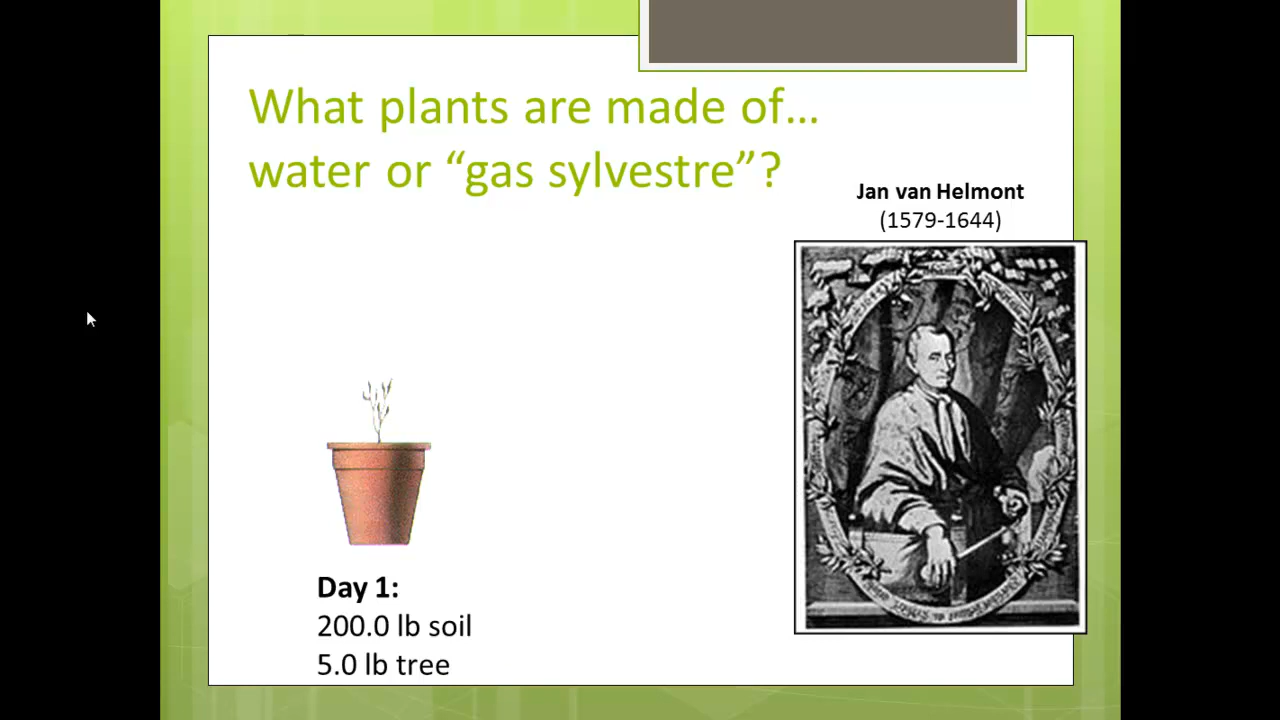 What plants are made of...
water or “gas sylvestre”?
Jan van Helmont
(1579-1644)
Day 1:
200.0 lb soil
5.0 lb tree